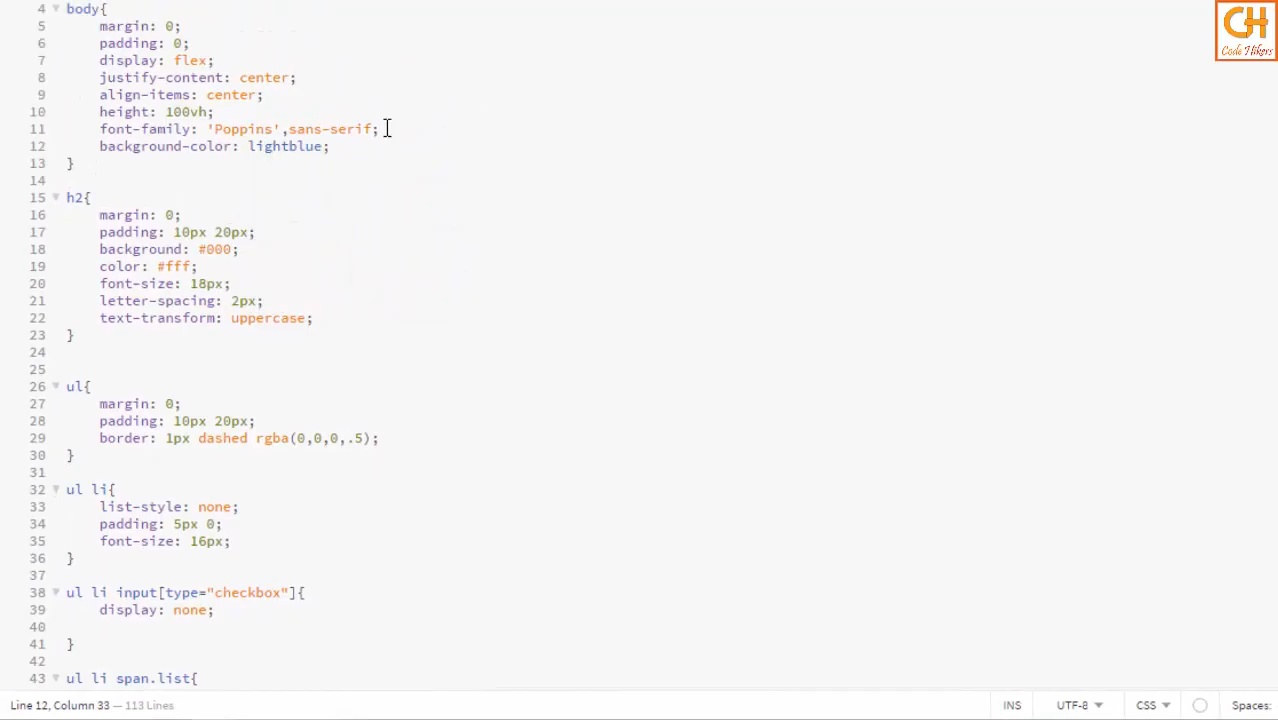 CH
Code Hikers
4 body{
5 margin: 0;
6 padding: 0;
7 display: flex;
8 justify-content: center;
9 align-items: center;
10 height: 100vh;
11 font-family: 'Poppins',sans-serif;
12 background-color: lightblue;
13 }
14
15 h2{
16 margin: 0;
17 padding: 10px 20px;
18 background: #000;
19 color: #fff;
20 font-size: 18px;
21 letter-spacing: 2px;
22 text-transform: uppercase;
23 }
24
25
26 ul{
27 margin: 0;
28 padding: 10px 20px;
29 border: 1px dashed rgba(0,0,0,.5);
30 }
31
32 ul li{
33 list-style: none;
34 padding: 5px 0;
35 font-size: 16px;
36 }
37
38 ul li input[type="checkbox"]{
39 display: none;
40
41 }
42
43 ul li span.list{
Line 12, Column 33 — 113 Lines INS UTF-8 CSS Spaces: